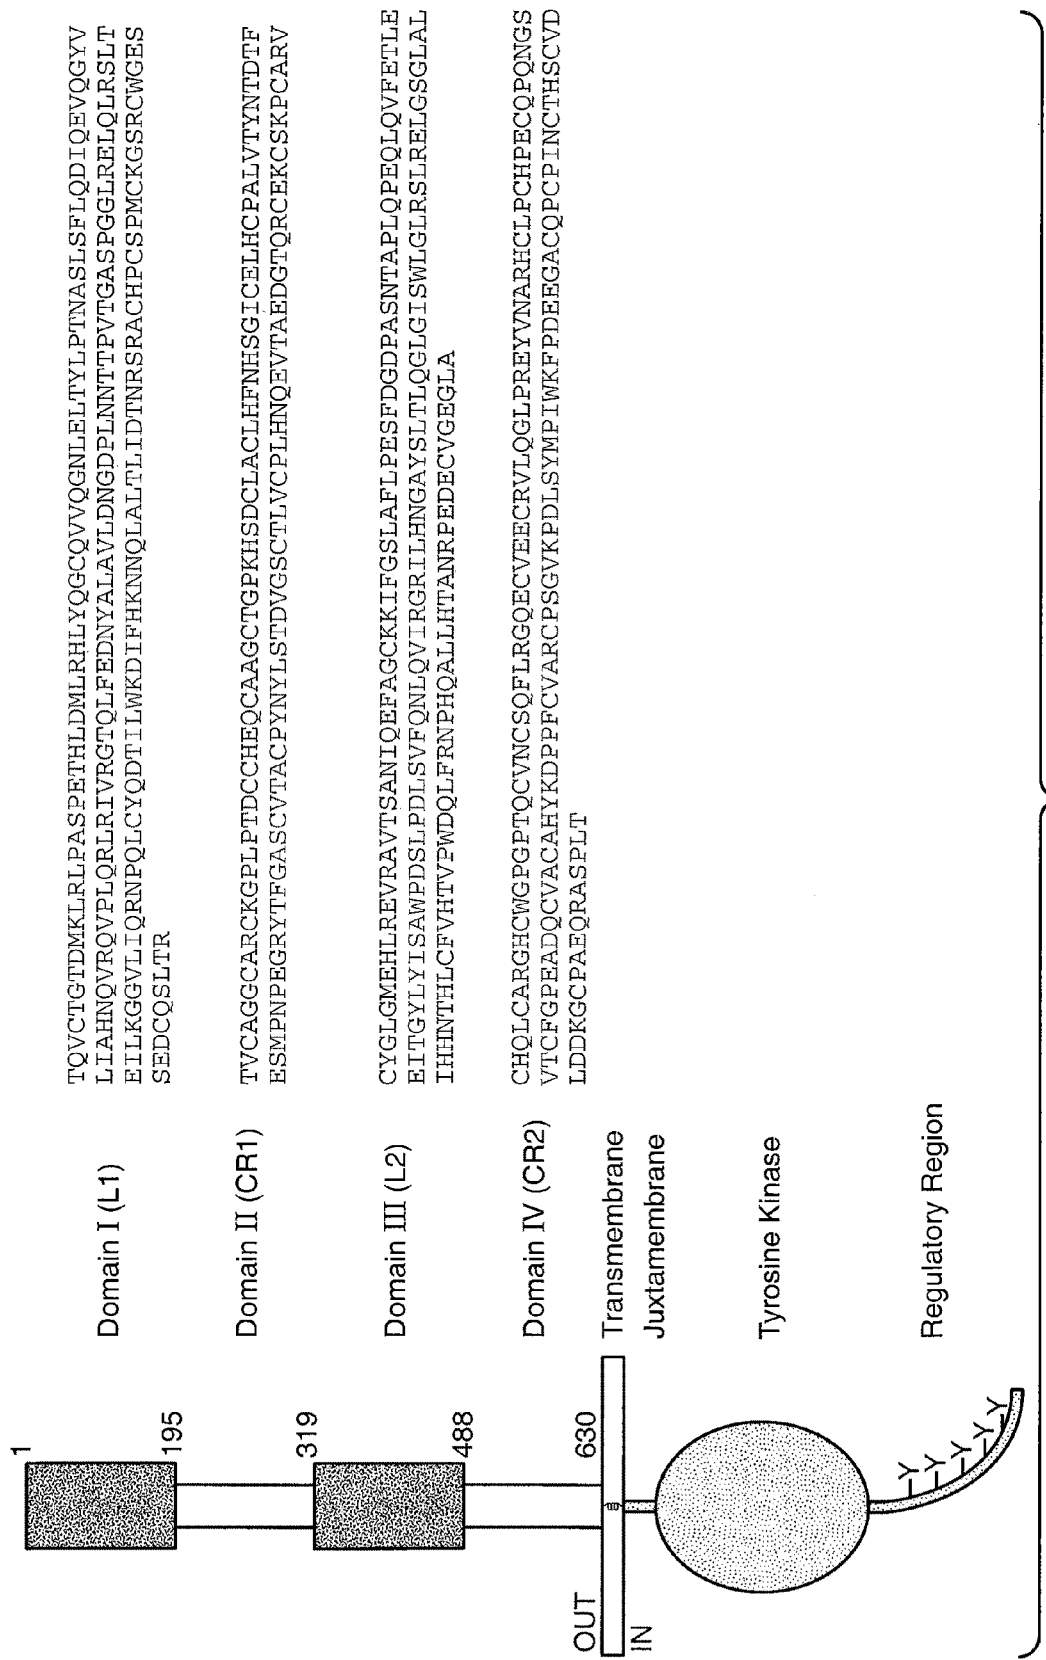 1
195
319
488
630
OUT
IN
Domain I (L1)
TQVCTGTDMKLRLPASPETHLDMLRHLYQGCQVVQGNLELTYLPTNASLSFLQDIQEVQGYV
LIAHNQVRQVPLQRLRIVRGTQLFEDNYALAVLDNGDPLNNTTPVTGASPGGLRELQLRSLT
EILKGGVLIQRNPQLCYQDTILWKDIFHKNNQLALTLIDTNRSRACHPCSPMCKGSRCWGES
SEDCQSLTR
Domain II (CR1)
TVCAGGCARCKGPLPTDCCHEQCAAGCTGPKHSDCLACLHFNHSGICELHCPALVTYNTDTF
ESMPNPEGRYTFGASCVTACPYNYLSTDVGSCTLVCPLHNQEVTAEDGTQRCEKCSKPCARV
Domain III (L2)
CYGLGMEHLREVRAVTSANIQEFAGCKKIFGSLAFLPESFDGDPASNTAPLQPEQLQVFETLE
EITGYLYISAWPDSLPDLSVFQNLQVIRGRILHNGAYSLTLQGLGISWLGLRSLRELGSGLAL
IHHNTHLCFVHTVPWDQLFRNPHQALLHTANRPEDECVGEGLA
Domain IV (CR2)
CHQLCARGHCWGPGPTQCVNCSQFLRGQECVEECRVLQGLPREYVNARHCLPCHPECQPQNGS
VTCFGPEADQCVACAHYKDPPFCVARCPSGVKPDLSYMPIWKFPDEEGACQPCPINCTHSCVD
LDDKGCPAEQRASPLT
Transmembrane
Juxtamembrane
Tyrosine Kinase
Regulatory Region
Y
Y
Y
Y
Y